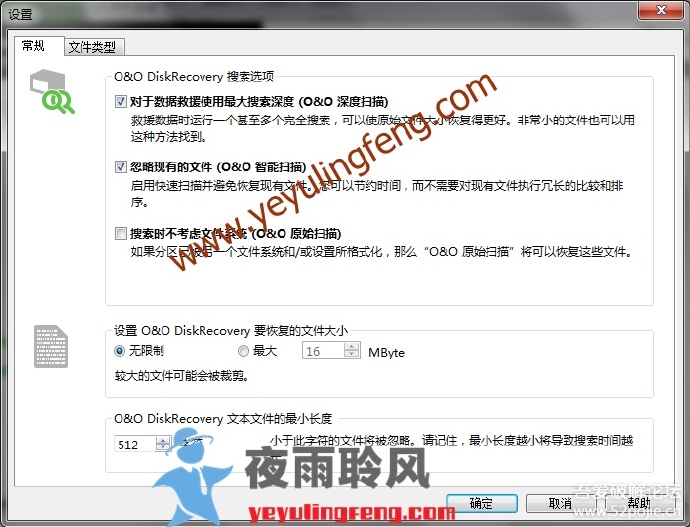 设置
常规
文件类型
O&O DiskRecovery 搜索选项
对于数据救援使用最大搜索深度 (O&O 深度扫描)
救援数据时运行一个甚至多个完全搜索，可以使原始文件大小恢复得更好。非常小的文件也可以用
这种方法找到。
忽略现有的文件 (O&O 智能扫描)
启用快速扫描并避免恢复现有文件。您可以节约时间，而不需要对现有文件执行冗长的比较和排
序。
搜索时不考虑文件系统 (O&O 原始扫描)
如果分区已被另一个文件系统和/或设置所格式化，那么“O&O 原始扫描”将可以恢复这些文件。
www.yeyulingfeng.com
设置 O&O DiskRecovery 要恢复的文件大小
无限制
最大
16
MByte
较大的文件可能会被裁剪。
O&O DiskRecovery 文本文件的最小长度
512
小于此字符的文件将被忽略。请记住，最小长度越小将导致搜索时间越
夜雨聆风
yeyulingfeng.com
确定
取消
帮助
吾爱破解论坛
www.52pojie.cn